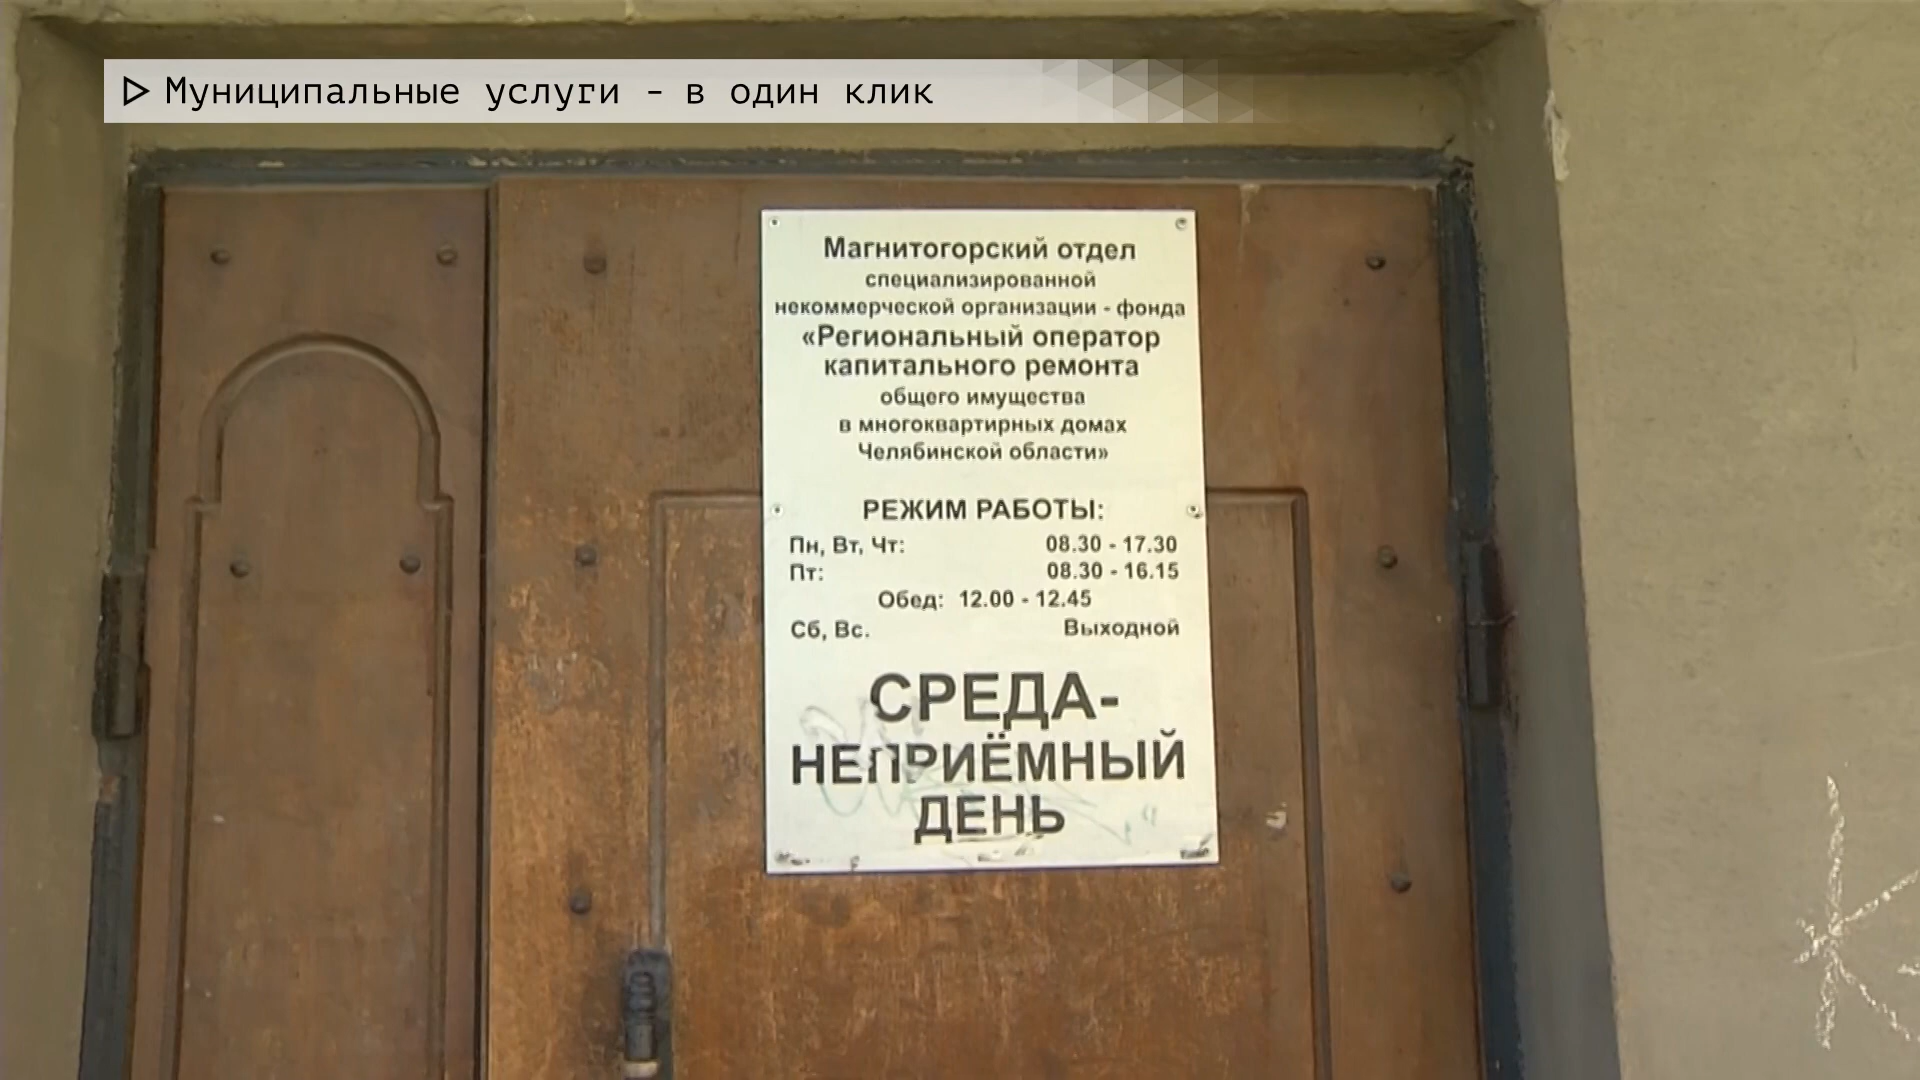 Муниципальные услуги - в один клик
Магнитогорский отдел
специализированной
некоммерческой организации - фонда
«Региональный оператор
капитального ремонта
общего имущества
в многоквартирных домах
Челябинской области»
РЕЖИМ РАБОТЫ:
Пн, Вт, Чт: 08.30 - 17.30
Пт: 08.30 - 16.15
Обед: 12.00 - 12.45
Сб, Вс. Выходной
СРЕДА-
НЕПРИЁМНЫЙ
ДЕНЬ